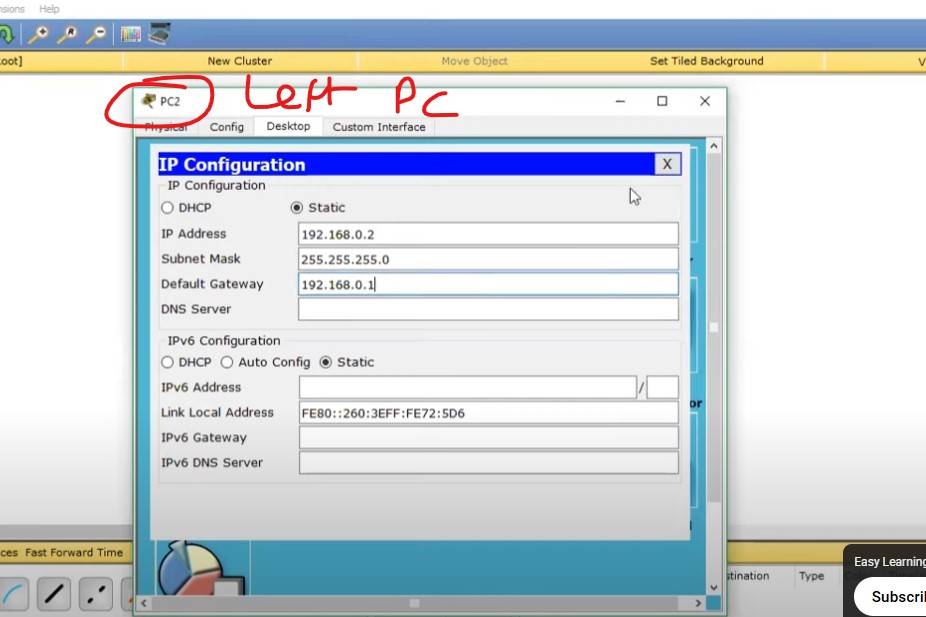 nsions Help
oot] New Cluster Move Object Set Tiled Background V
PC2 Left PC
Physical Config Desktop Custom Interface
IP Configuration X
IP Configuration
DHCP Static
IP Address 192.168.0.2
Subnet Mask 255.255.255.0
Default Gateway 192.168.0.1
DNS Server
IPv6 Configuration
DHCP Auto Config Static
IPv6 Address /
Link Local Address FE80::260:3EFF:FE72:5D6
or
IPv6 Gateway
IPv6 DNS Server
ces Fast Forward Time
Easy Learning
stination Type
Subscri